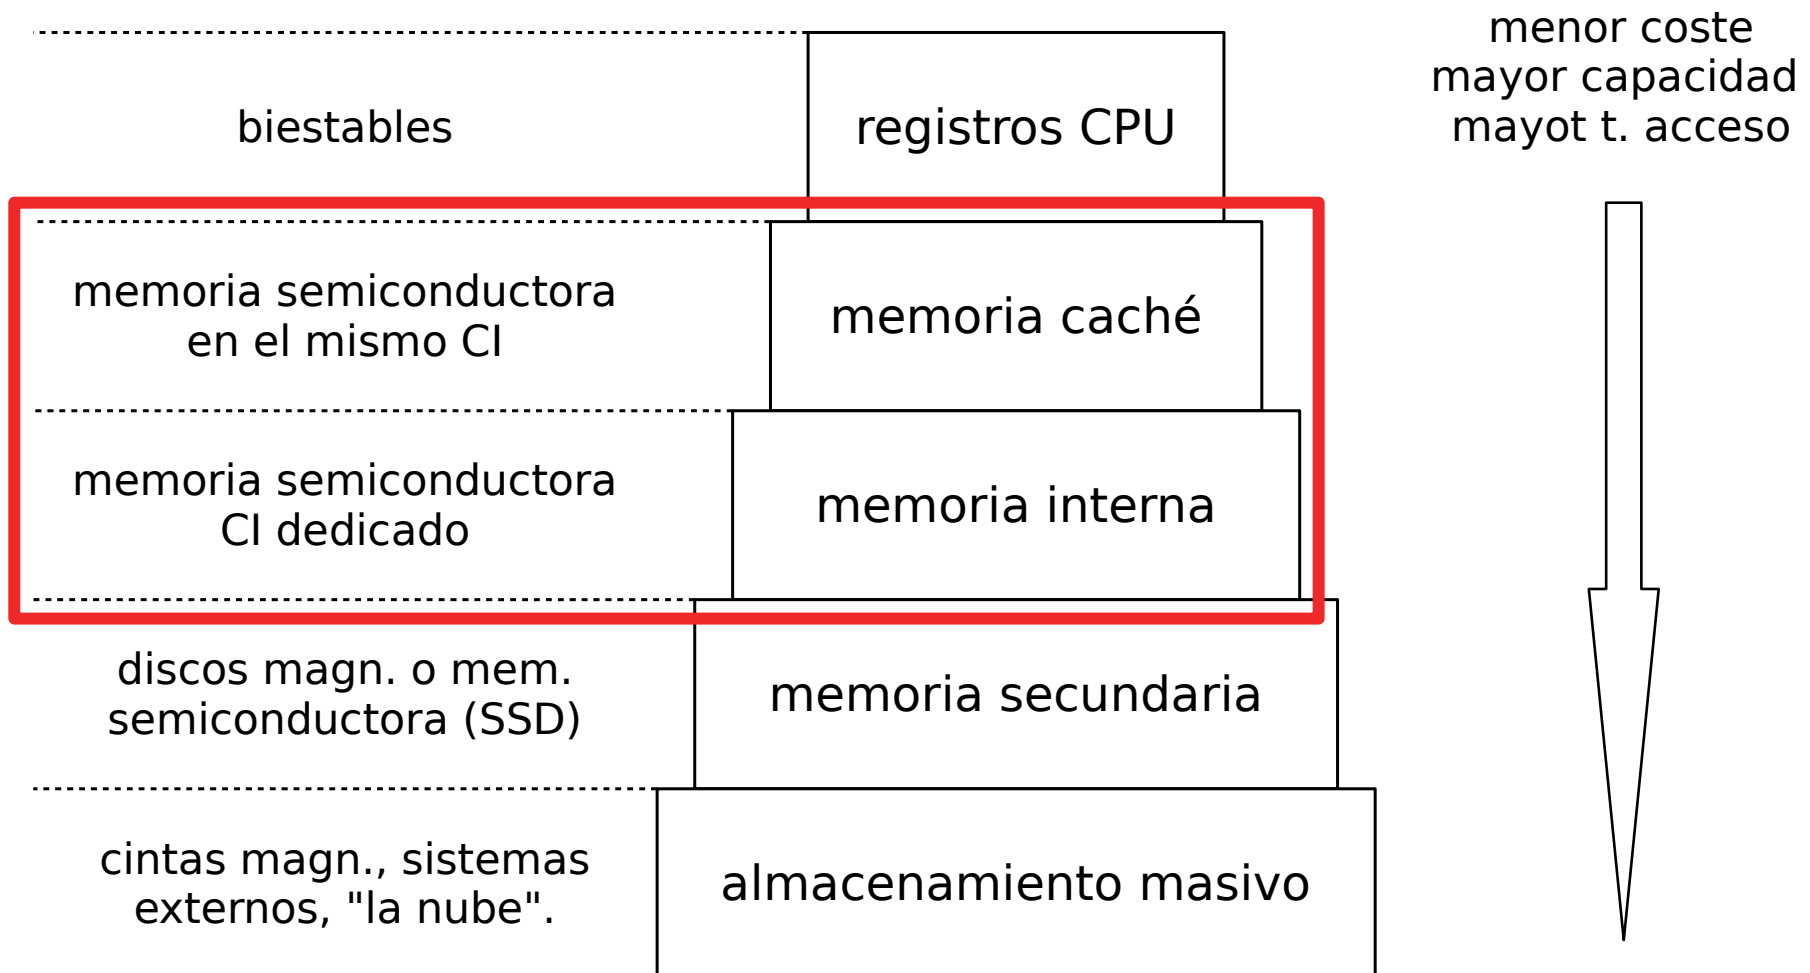 menor coste
mayor capacidad
mayot t. acceso
biestables
registros CPU
memoria semiconductora
en el mismo CI
memoria caché
memoria semiconductora
CI dedicado
memoria interna
discos magn. o mem.
semiconductora (SSD)
memoria secundaria
cintas magn., sistemas
externos, "la nube".
almacenamiento masivo